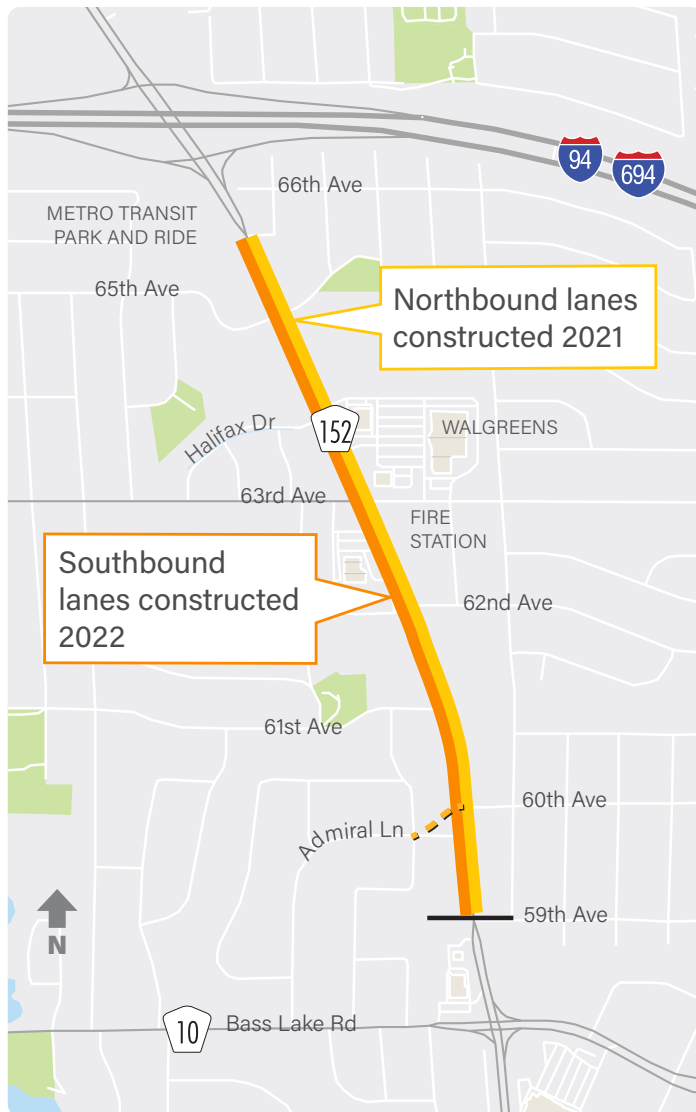 94
694
66th Ave
METRO TRANSIT
PARK AND RIDE
65th Ave
Northbound lanes
constructed 2021
152
Halifax Dr
WALGREENS
63rd Ave
FIRE
STATION
Southbound
lanes constructed
2022
62nd Ave
61st Ave
60th Ave
Admiral Ln
59th Ave
N
10
Bass Lake Rd